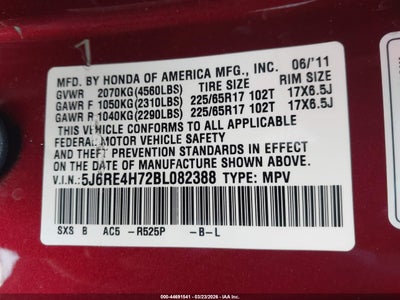 MFD. BY HONDA OF AMERICA MFG., INC. 06/'11
GVWR 2070KG(4560LBS) TIRE SIZE RIM SIZE
GAWR F 1050KG(2310LBS) 225/65R17 102T 17X6.5J
GAWR R 1040KG(2290LBS) 225/65R17 102T 17X6.5J
THIS VEHICLE CONFORMS TO ALL APPLICABLE
FEDERAL MOTOR VEHICLE SAFETY
STANDARDS IN EFFECT
ON THE DATE OF MANUFACTURE SHOWN ABOVE.
V.I.N.: 5J6RE4H72BL082388 TYPE: MPV
SXS B AC5 -R525P -B-L
000-44691541 - 03/23/2026 - IAA Inc.